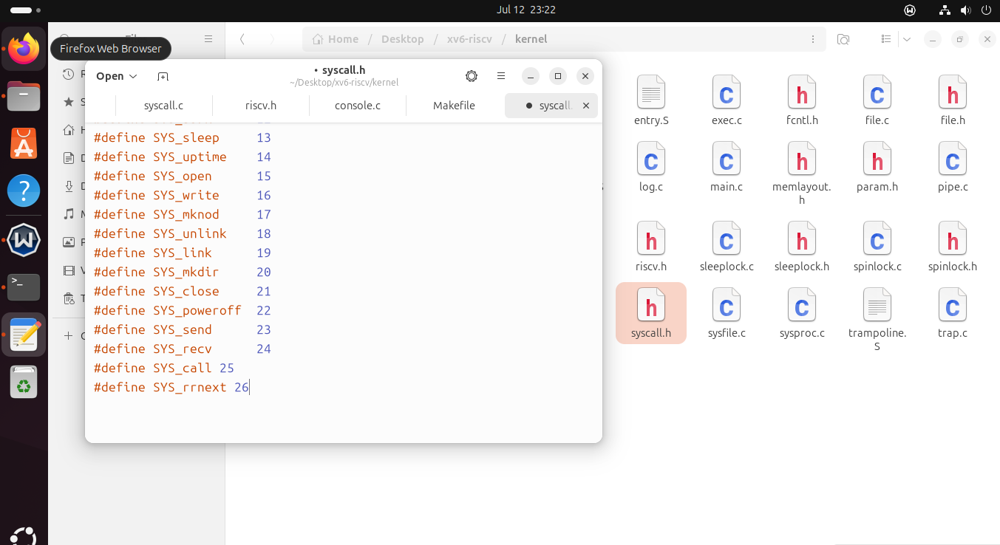 Jul 12 23:22
Firefox Web Browser
Home / Desktop / xv6-riscv / kernel
Open
• syscall.h
~/Desktop/xv6-riscv/kernel
syscall.c
riscv.h
console.c
Makefile
● syscall.
#define SYS_sleep 13
#define SYS_uptime 14
#define SYS_open 15
#define SYS_write 16
#define SYS_mknod 17
#define SYS_unlink 18
#define SYS_link 19
#define SYS_mkdir 20
#define SYS_close 21
#define SYS_poweroff 22
#define SYS_send 23
#define SYS_recv 24
#define SYS_call 25
#define SYS_rrnext 26
entry.S
exec.c
fcntl.h
file.c
file.h
log.c
main.c
memlayout.
h
param.h
pipe.c
riscv.h
sleeplock.c
sleeplock.h
spinlock.c
spinlock.h
syscall.h
sysfile.c
sysproc.c
trampoline.
S
trap.c